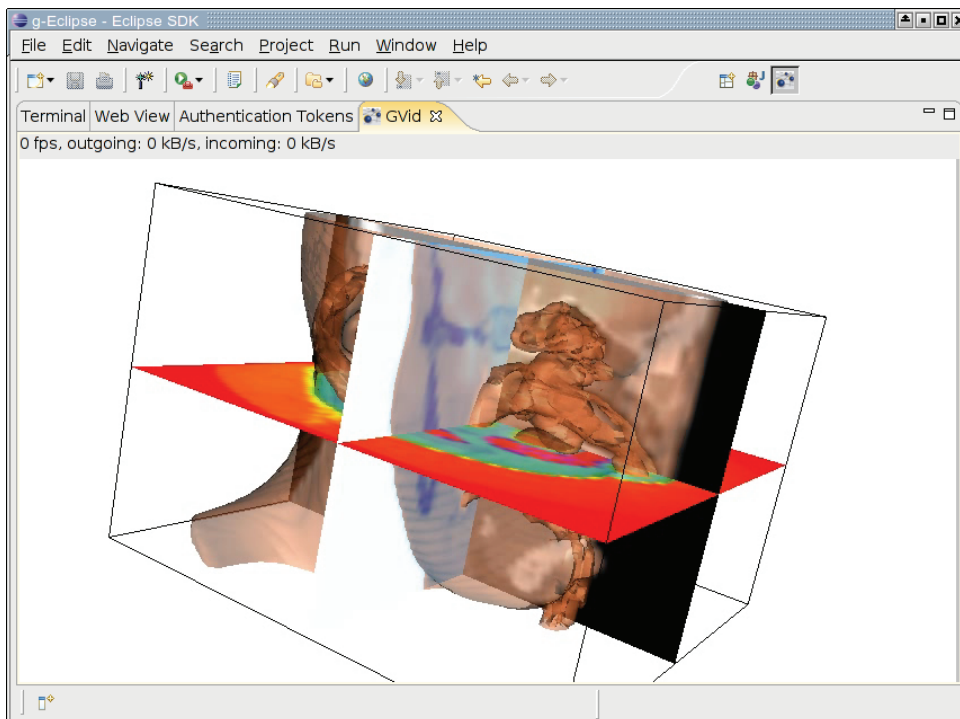 g-Eclipse - Eclipse SDK
File Edit Navigate Search Project Run Window Help
Terminal Web View Authentication Tokens GVid
0 fps, outgoing: 0 kB/s, incoming: 0 kB/s